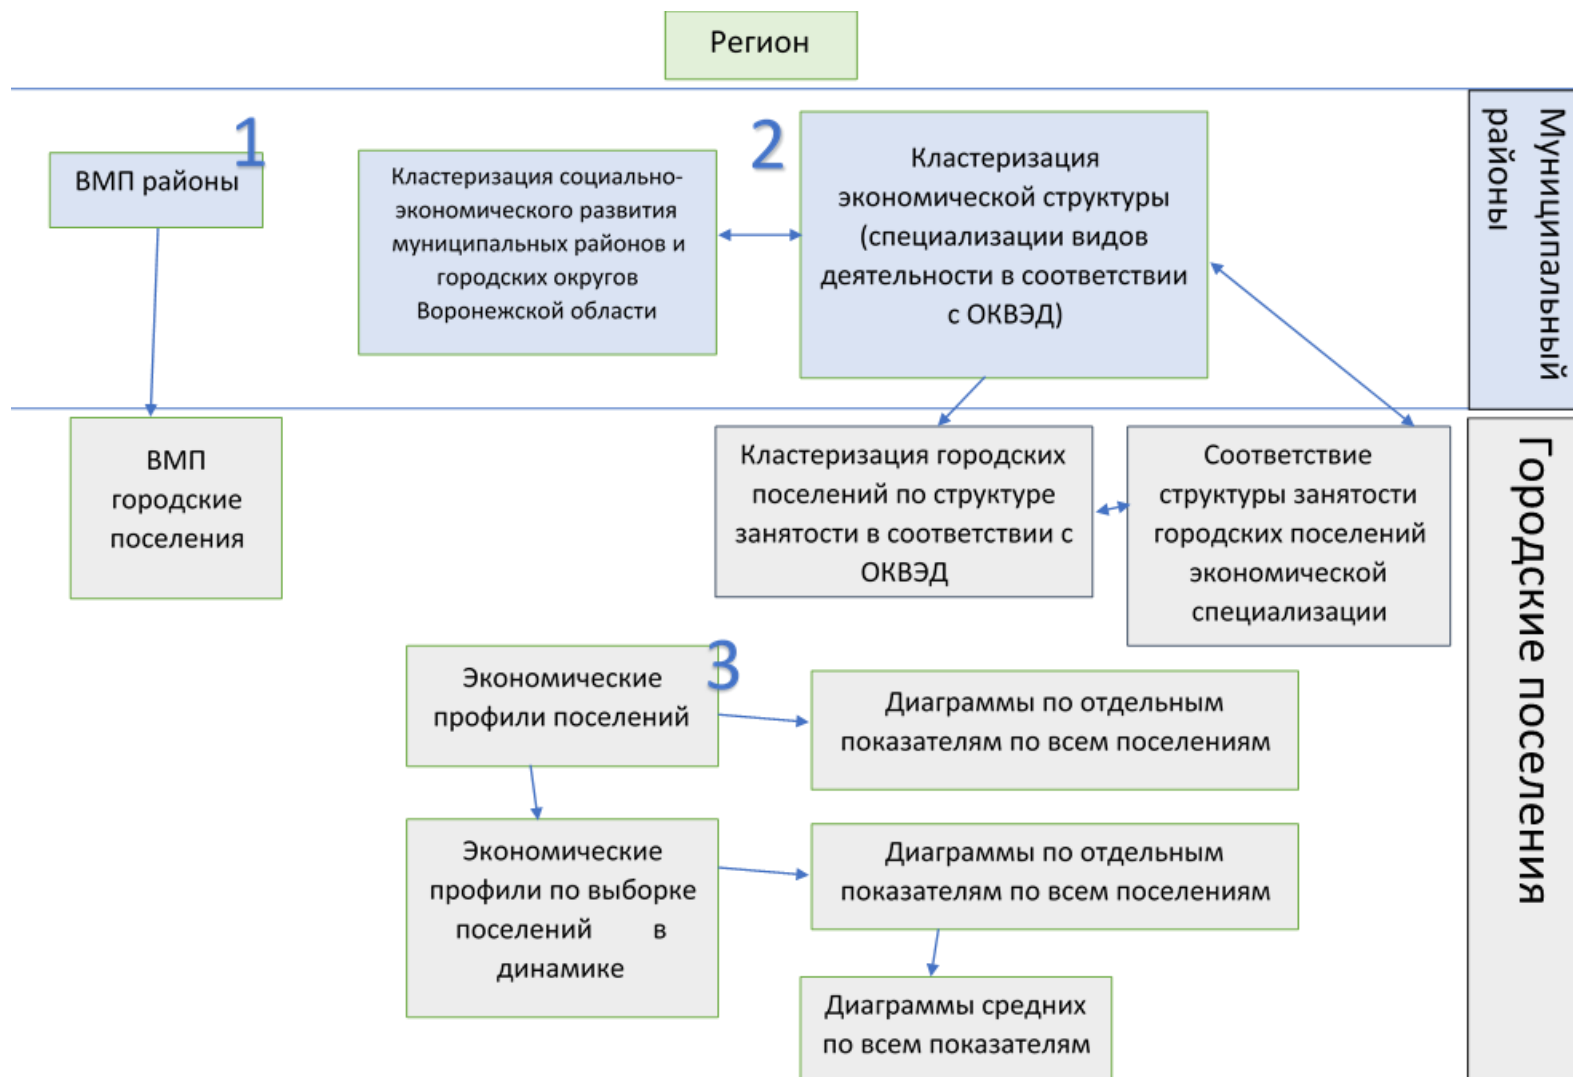 Регион
1
ВМП районы
Кластеризация социально-
экономического развития
муниципальных районов и
городских округов
Воронежской области
2
Кластеризация
экономической структуры
(специализации видов
деятельности в соответствии
с ОКВЭД)
Муниципальный
районы
ВМП
городские
поселения
Кластеризация городских
поселений по структуре
занятости в соответствии с
ОКВЭД
Соответствие
структуры занятости
городских поселений
экономической
специализации
Городские поселения
3
Экономические
профили поселений
Диаграммы по отдельным
показателям по всем поселениям
Экономические
профили по выборке
поселений в
динамике
Диаграммы по отдельным
показателям по всем поселениям
Диаграммы средних
по всем показателям